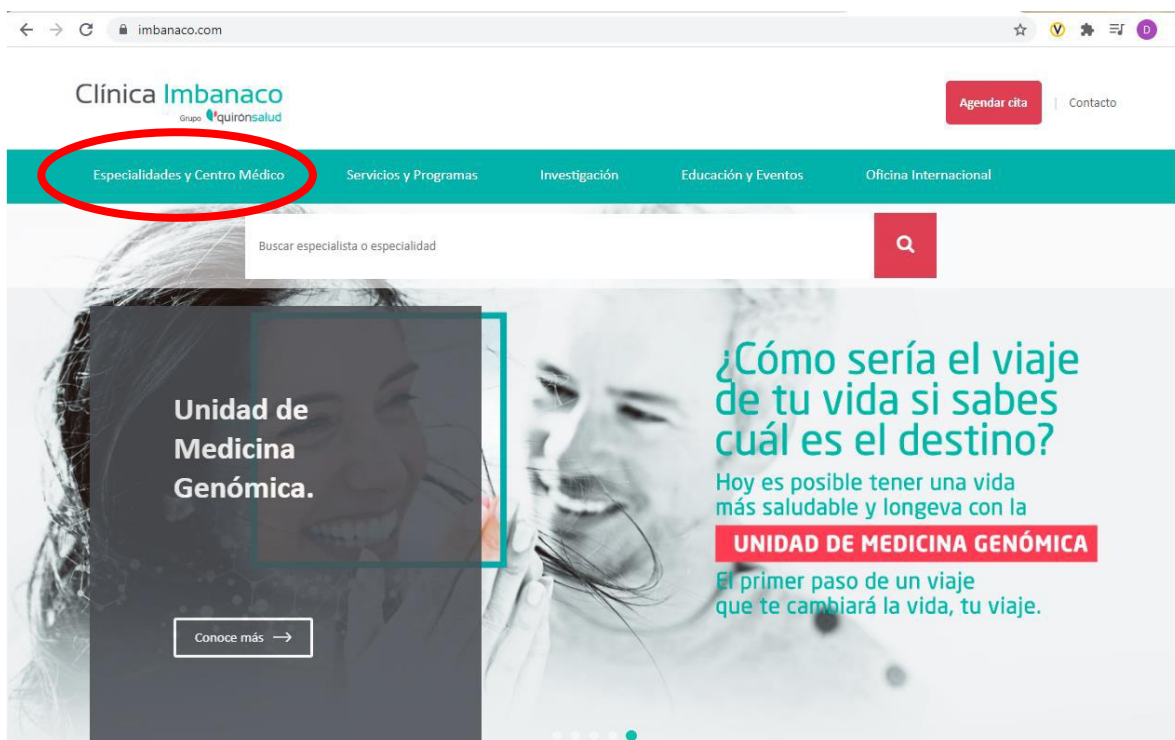 imbanaco.com
D
Clínica Imbanaco
Grupo quirónsalud
Agendar cita | Contacto
Especialidades y Centro Médico Servicios y Programas Investigación Educación y Eventos Oficina Internacional
Buscar especialista o especialidad
Unidad de
Medicina
Genómica.
Conoce más →
¿Cómo sería el viaje
de tu vida si sabes
cuál es el destino?
Hoy es posible tener una vida
más saludable y longeva con la
UNIDAD DE MEDICINA GENÓMICA
El primer paso de un viaje
que te cambiará la vida, tu viaje.